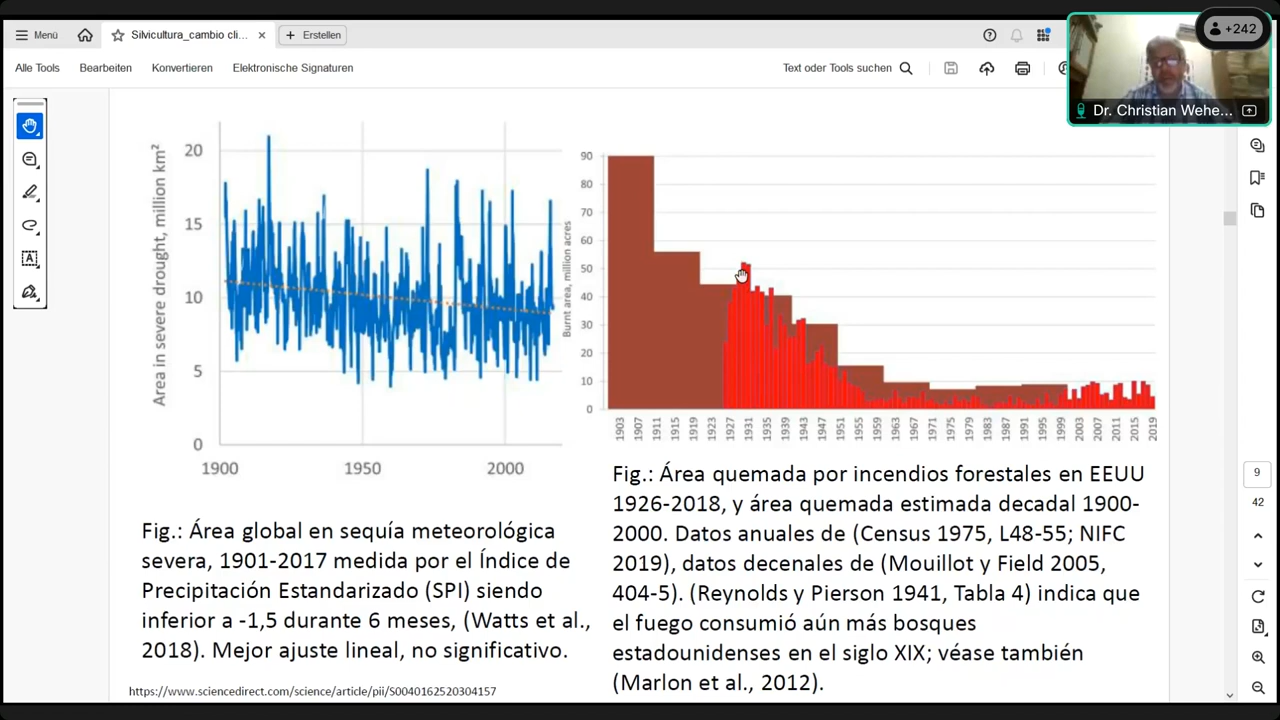 Menú
Silvicultura_cambio cli...
Erstellen
+242
Alle Tools
Bearbeiten
Konvertieren
Elektronische Signaturen
Text oder Tools suchen
Dr. Christian Wehe...
Area in severe drought, million km²
20
15
10
5
0
1900
1950
2000
Burnt area, million acres
90
80
70
60
50
40
30
20
10
0
1903
1907
1911
1915
1919
1923
1927
1931
1935
1939
1943
1947
1951
1955
1959
1963
1967
1971
1975
1979
1983
1987
1991
1995
1999
2003
2007
2011
2015
2019
Fig.: Área global en sequía meteorológica
severa, 1901-2017 medida por el Índice de
Precipitación Estandarizado (SPI) siendo
inferior a -1,5 durante 6 meses, (Watts et al.,
2018). Mejor ajuste lineal, no significativo.
https://www.sciencedirect.com/science/article/pii/S0040162520304157
Fig.: Área quemada por incendios forestales en EEUU
1926-2018, y área quemada estimada decadal 1900-
2000. Datos anuales de (Census 1975, L48-55; NIFC
2019), datos decenales de (Mouillot y Field 2005,
404-5). (Reynolds y Pierson 1941, Tabla 4) indica que
el fuego consumió aún más bosques
estadounidenses en el siglo XIX; véase también
(Marlon et al., 2012).
9
42